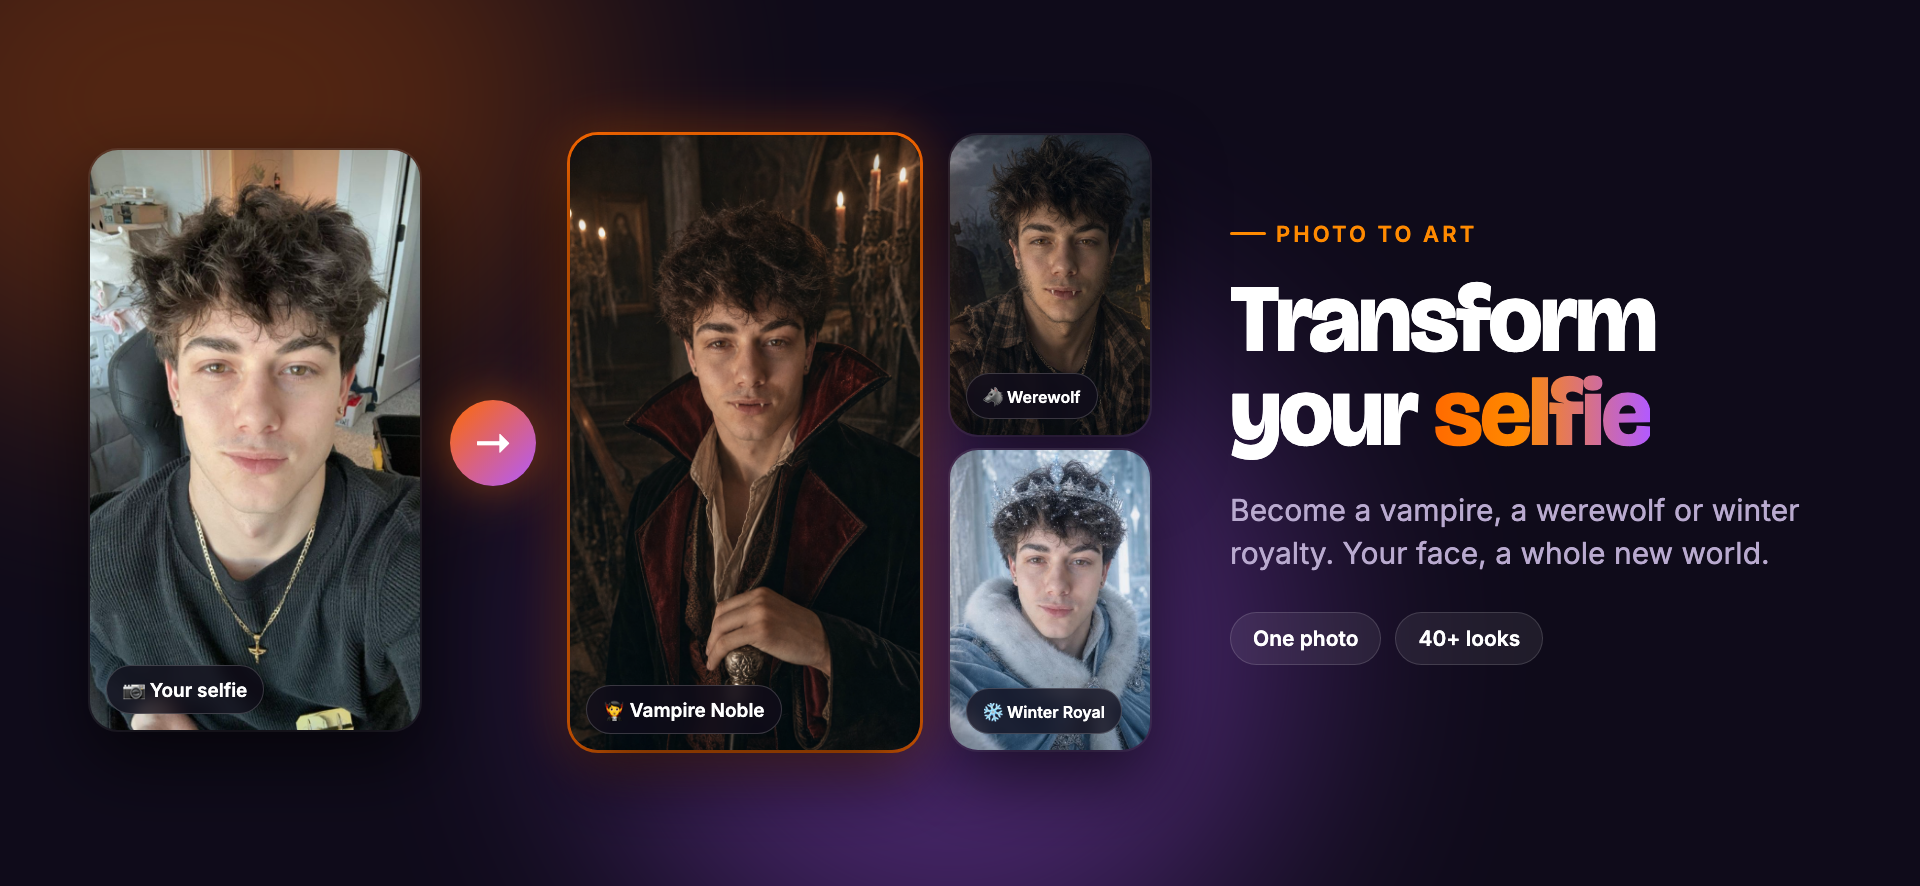 Your selfie
Vampire Noble
Werewolf
Winter Royal
PHOTO TO ART
Transform
your selfie
Become a vampire, a werewolf or winter
royalty. Your face, a whole new world.
One photo
40+ looks